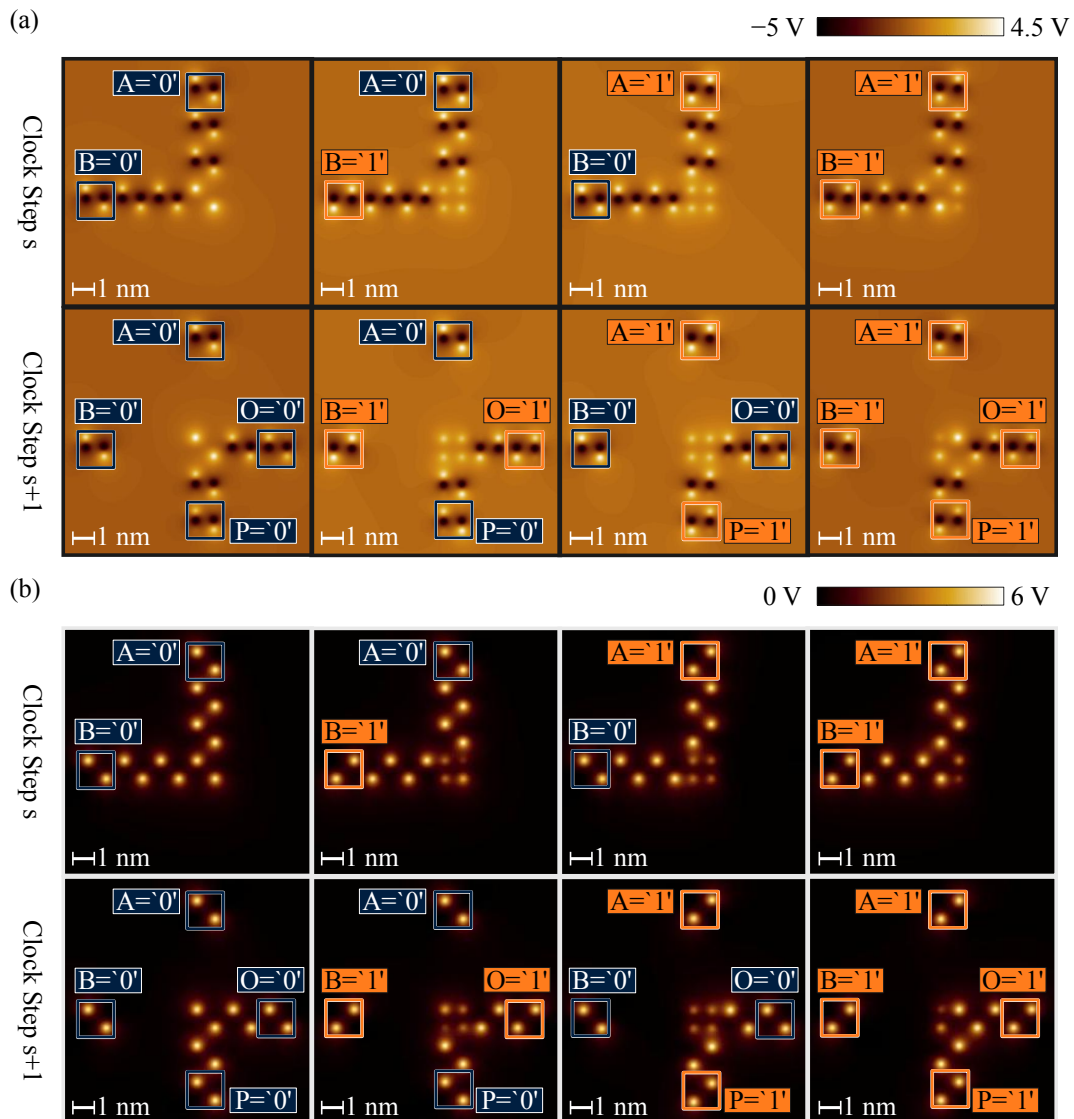 (a)
−5 V 4.5 V
Clock Step s
A=`0' A=`0' A=`1' A=`1'
B=`0' B=`1' B=`0' B=`1'
1 nm 1 nm 1 nm 1 nm
Clock Step s+1
A=`0' A=`0' A=`1' A=`1'
B=`0' O=`0' B=`1' O=`1' B=`0' O=`0' B=`1' O=`1'
1 nm P=`0' 1 nm P=`0' 1 nm P=`1' 1 nm P=`1'
(b)
0 V 6 V
Clock Step s
A=`0' A=`0' A=`1' A=`1'
B=`0' B=`1' B=`0' B=`1'
1 nm 1 nm 1 nm 1 nm
Clock Step s+1
A=`0' A=`0' A=`1' A=`1'
B=`0' O=`0' B=`1' O=`1' B=`0' O=`0' B=`1' O=`1'
1 nm P=`0' 1 nm P=`0' 1 nm P=`1' 1 nm P=`1'